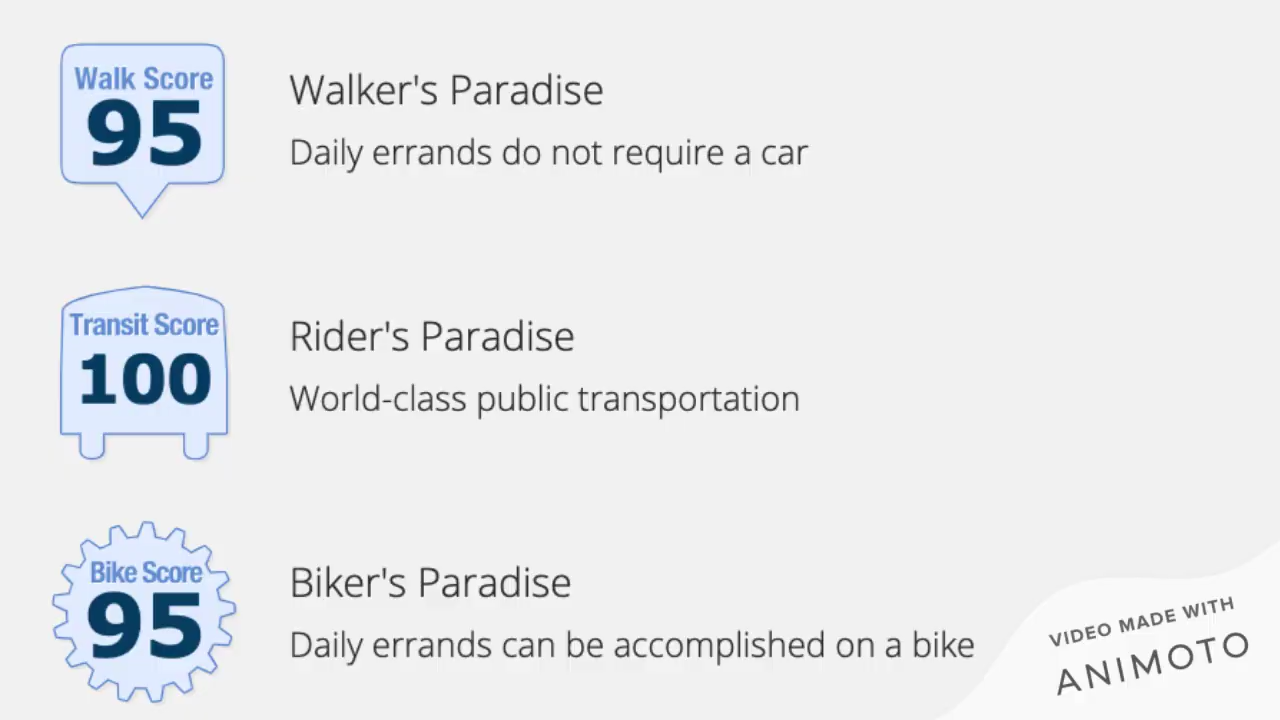 Walk Score
95
Walker's Paradise
Daily errands do not require a car
Transit Score
100
Rider's Paradise
World-class public transportation
Bike Score
95
Biker's Paradise
Daily errands can be accomplished on a bike
VIDEO MADE WITH
ANIMOTO